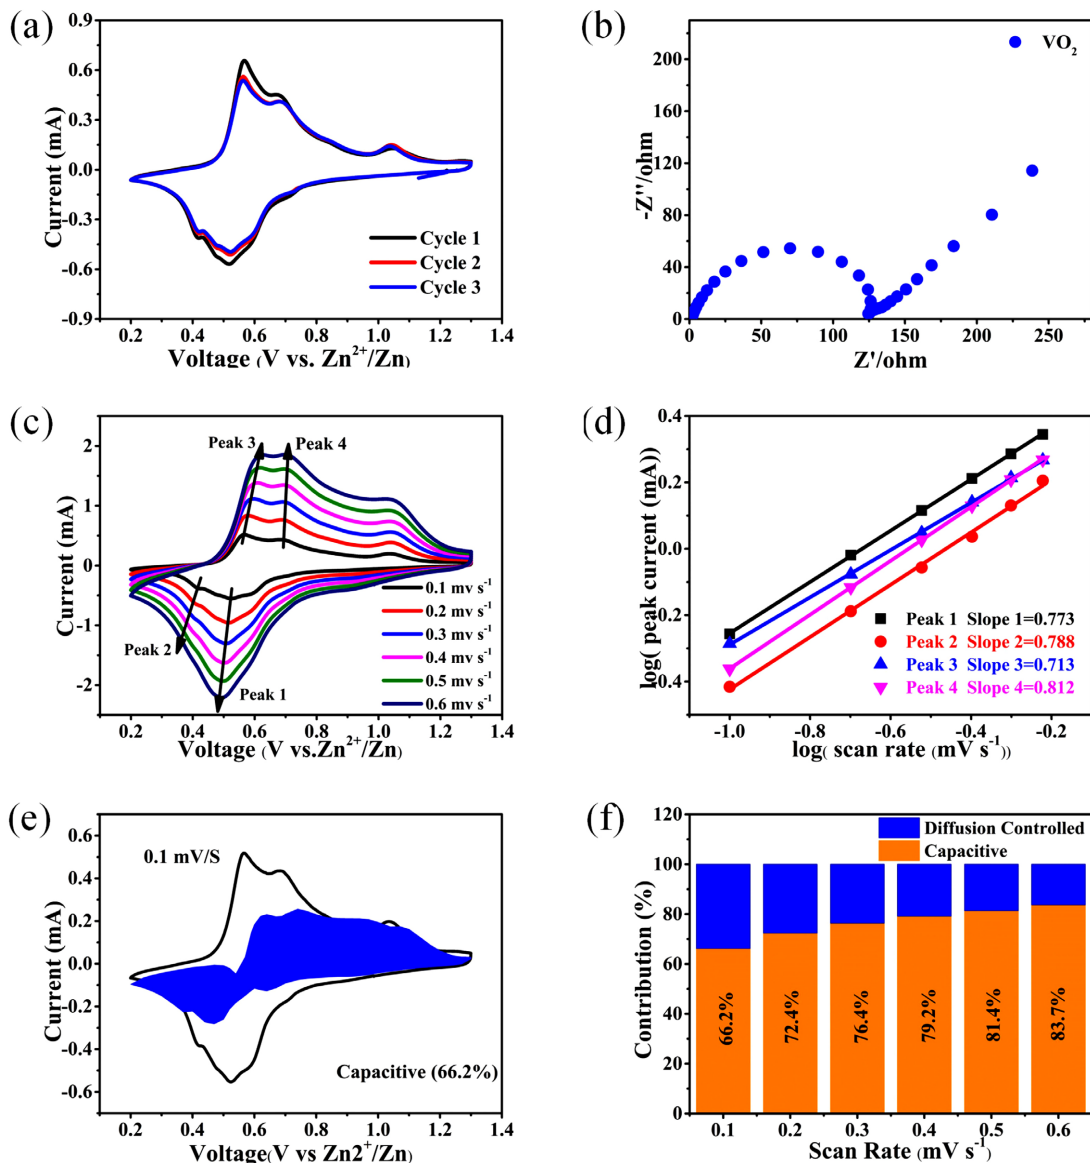 (a)
0.9
0.6
0.3
0.0
-0.3
-0.6
-0.9
Current (mA)
Cycle 1
Cycle 2
Cycle 3
0.2 0.4 0.6 0.8 1.0 1.2 1.4
Voltage (V vs. Zn²⁺/Zn)
(b)
200
160
120
80
40
0
-Z''/ohm
VO₂
0 50 100 150 200 250
Z'/ohm
(c)
2
1
0
-1
-2
Current (mA)
Peak 3
Peak 4
Peak 2
Peak 1
0.1 mv s⁻¹
0.2 mv s⁻¹
0.3 mv s⁻¹
0.4 mv s⁻¹
0.5 mv s⁻¹
0.6 mv s⁻¹
0.2 0.4 0.6 0.8 1.0 1.2 1.4
Voltage (V vs.Zn²⁺/Zn)
(d)
0.4
0.2
0.0
-0.2
-0.4
log( peak current (mA))
Peak 1 Slope 1=0.773
Peak 2 Slope 2=0.788
Peak 3 Slope 3=0.713
Peak 4 Slope 4=0.812
-1.0 -0.8 -0.6 -0.4 -0.2
log( scan rate (mV s⁻¹))
(e)
0.6
0.4
0.2
0.0
-0.2
-0.4
-0.6
Current (mA)
0.1 mV/S
Capacitive (66.2%)
0.2 0.4 0.6 0.8 1.0 1.2 1.4
Voltage(V vs Zn2⁺/Zn)
(f)
120
100
80
60
40
20
0
Contribution (%)
Diffusion Controlled
Capacitive
66.2%
72.4%
76.4%
79.2%
81.4%
83.7%
0.1 0.2 0.3 0.4 0.5 0.6
Scan Rate (mV s⁻¹)